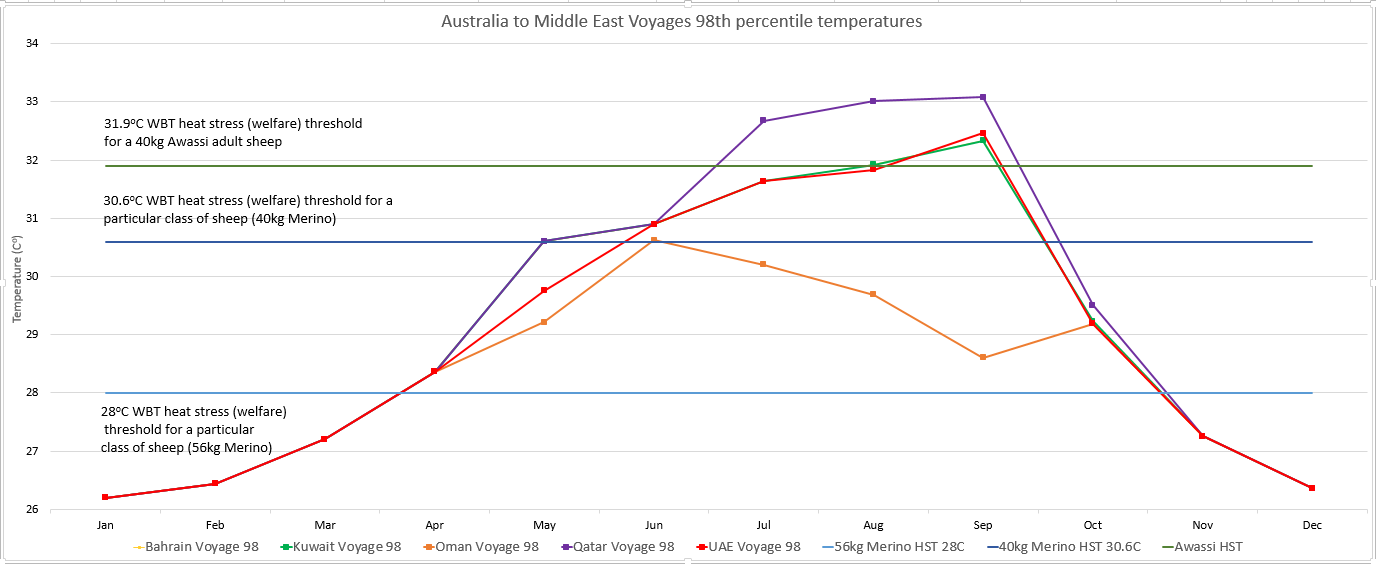 Australia to Middle East Voyages 98th percentile temperatures
34
33
31.9ºC WBT heat stress (welfare) threshold
for a 40kg Awassi adult sheep
32
30.6ºC WBT heat stress (welfare) threshold for a
particular class of sheep (40kg Merino)
31
30
Temperature (Cº)
29
28
28ºC WBT heat stress (welfare)
threshold for a particular
class of sheep (56kg Merino)
27
26
Jan Feb Mar Apr May Jun Jul Aug Sep Oct Nov Dec
Bahrain Voyage 98 Kuwait Voyage 98 Oman Voyage 98 Qatar Voyage 98 UAE Voyage 98 56kg Merino HST 28C 40kg Merino HST 30.6C Awassi HST